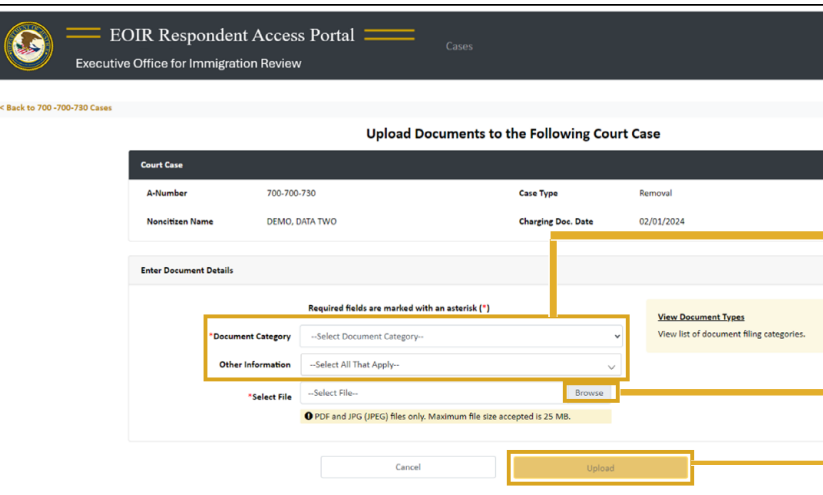 EOIR Respondent Access Portal
Cases
Executive Office for Immigration Review
< Back to 700 -700-730 Cases
Upload Documents to the Following Court Case
Court Case
A-Number 700-700-730 Case Type Removal
Noncitizen Name DEMO, DATA TWO Charging Doc. Date 02/01/2024
Enter Document Details
Required fields are marked with an asterisk (*)
*Document Category --Select Document Category--
Other Information --Select All That Apply--
*Select File --Select File-- Browse
PDF and JPG (JPEG) files only. Maximum file size accepted is 25 MB.
View Document Types
View list of document filing categories.
Cancel Upload